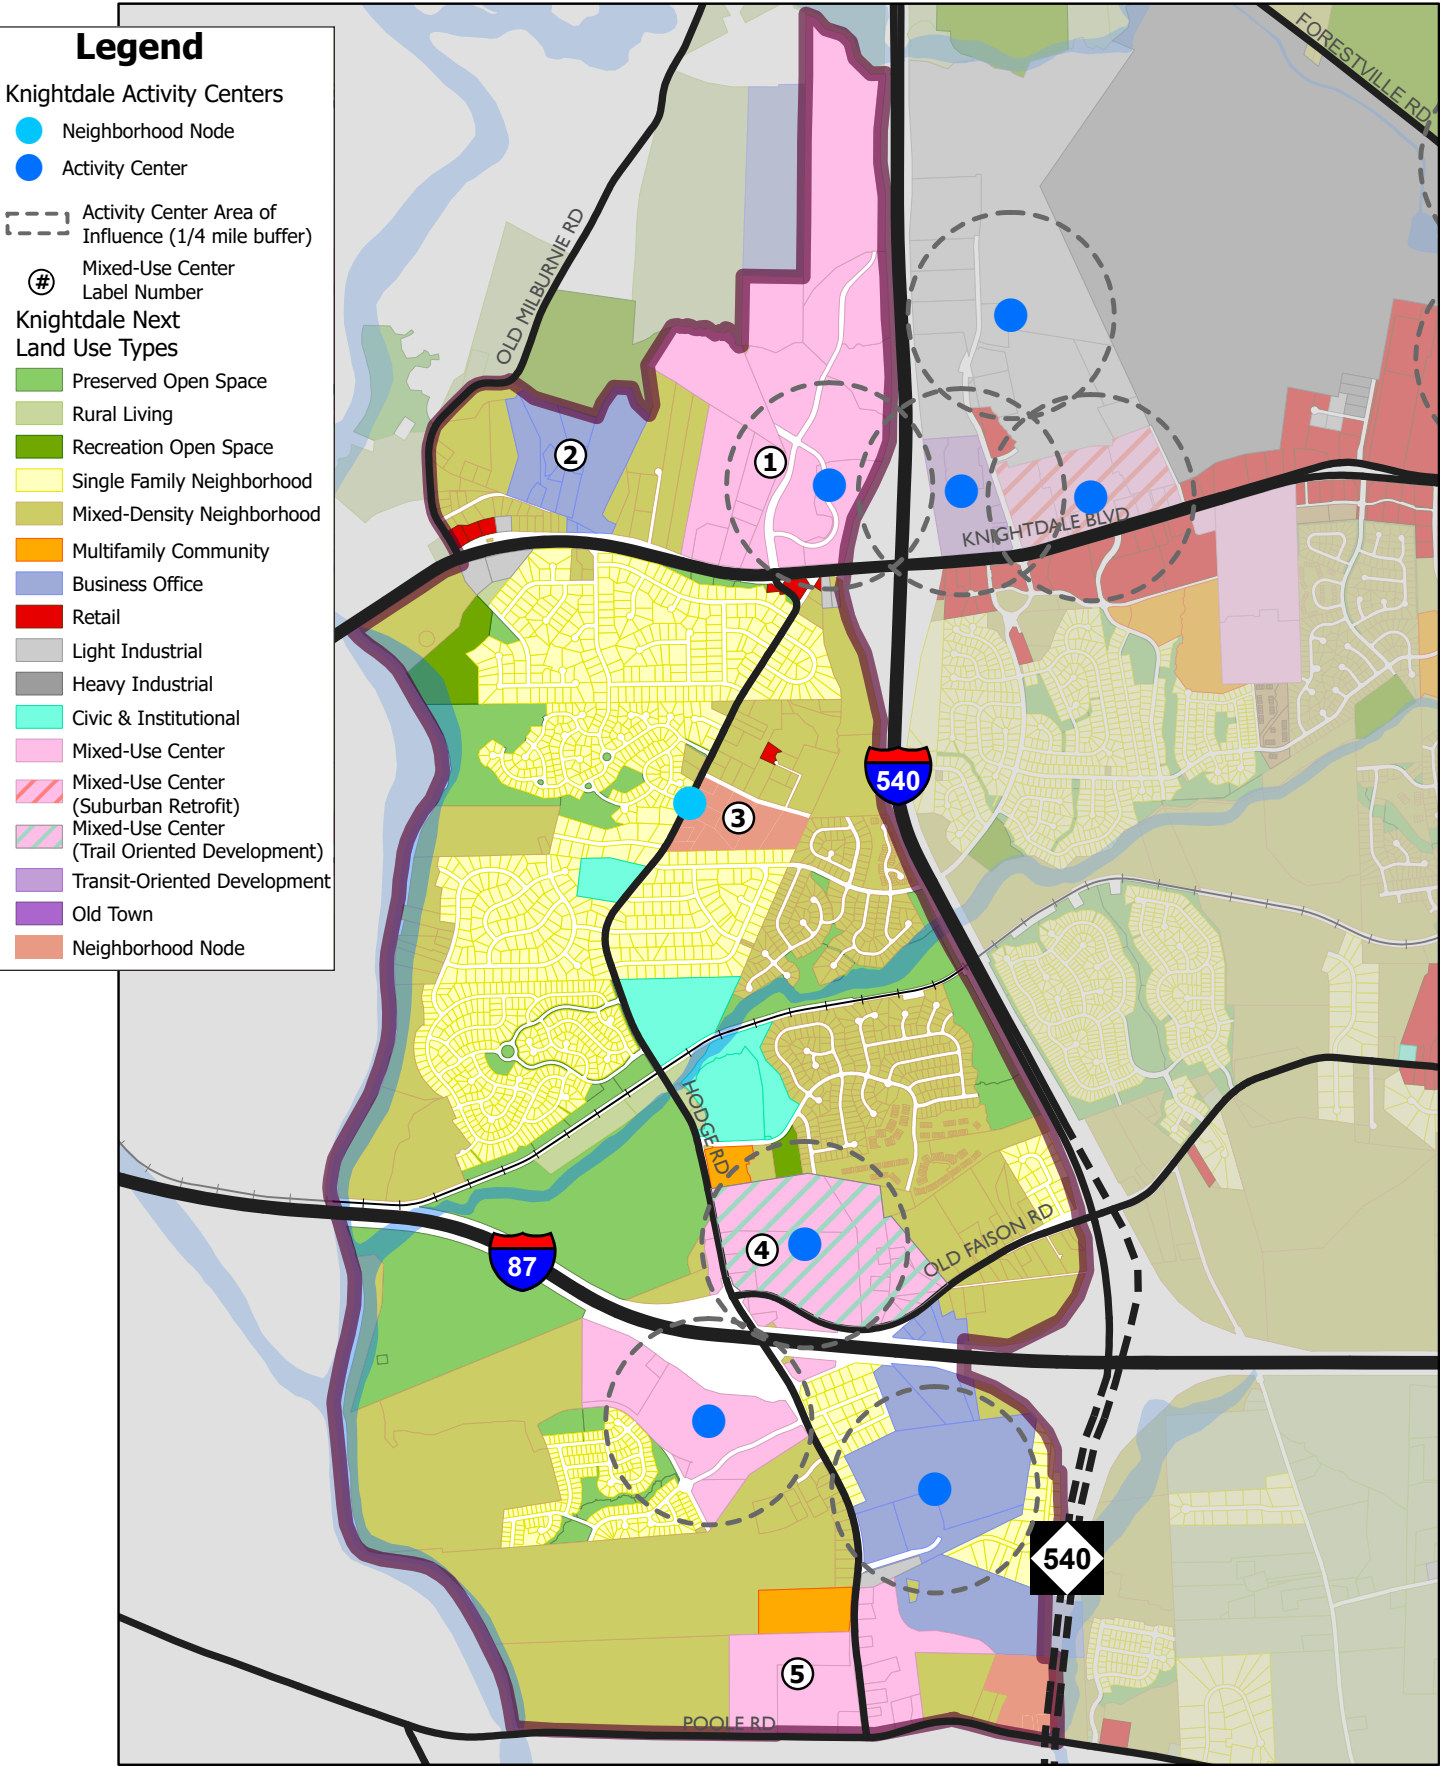 Legend
Knightdale Activity Centers
Neighborhood Node
Activity Center
Activity Center Area of
Influence (1/4 mile buffer)
#
Mixed-Use Center
Label Number
Knightdale Next
Land Use Types
Preserved Open Space
Rural Living
Recreation Open Space
Single Family Neighborhood
Mixed-Density Neighborhood
Multifamily Community
Business Office
Retail
Light Industrial
Heavy Industrial
Civic & Institutional
Mixed-Use Center
Mixed-Use Center
(Suburban Retrofit)
Mixed-Use Center
(Trail Oriented Development)
Transit-Oriented Development
Old Town
Neighborhood Node
FORESTVILLE RD
OLD MILBURNIE RD
2
1
KNIGHTDALE BLVD
540
3
HODGE RD
4
OLD FAISON RD
87
540
5
POOLE RD